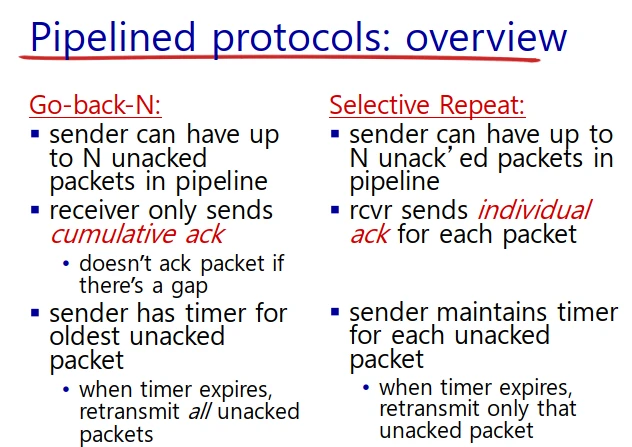 Pipelined protocols: overview
Go-back-N:
▪ sender can have up
to N unacked
packets in pipeline
▪ receiver only sends
cumulative ack
• doesn't ack packet if
there's a gap
▪ sender has timer for
oldest unacked
packet
• when timer expires,
retransmit all unacked
packets
Selective Repeat:
▪ sender can have up to
N unack'ed packets in
pipeline
▪ rcvr sends individual
ack for each packet
▪ sender maintains timer
for each unacked
packet
• when timer expires,
retransmit only that
unacked packet